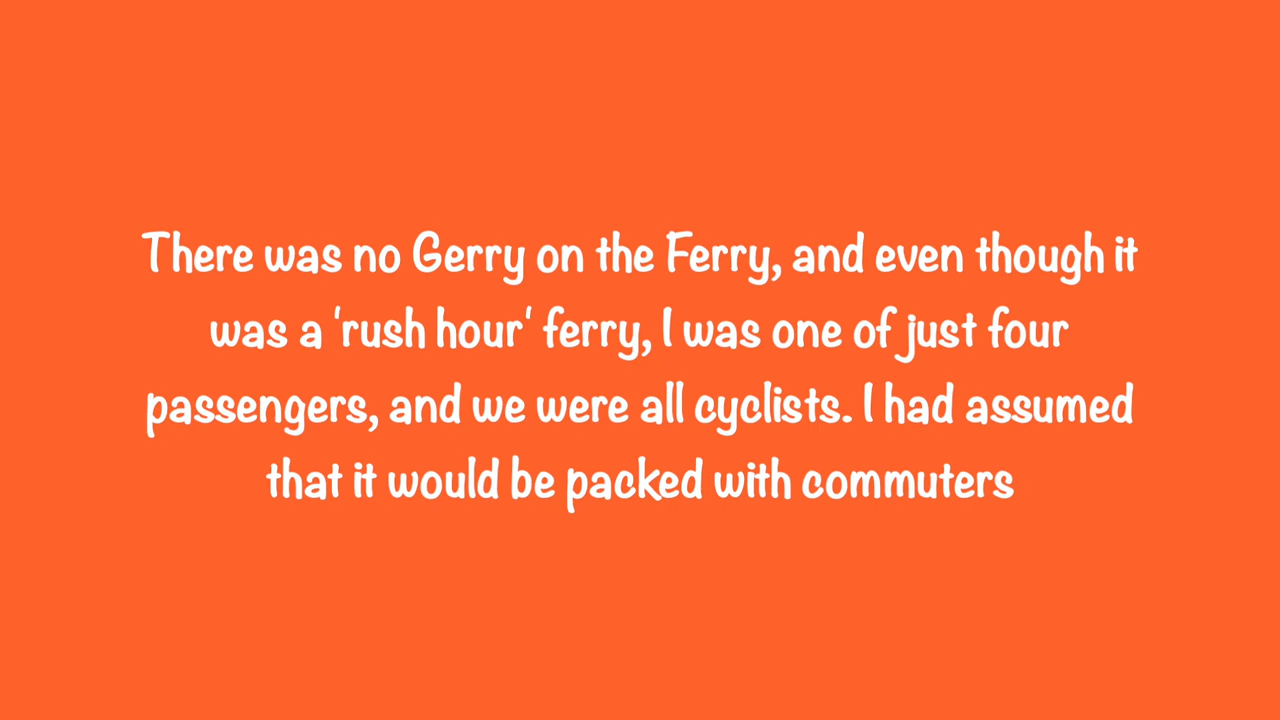 There was no Gerry on the Ferry, and even though it
was a 'rush hour' ferry, I was one of just four
passengers, and we were all cyclists. I had assumed
that it would be packed with commuters